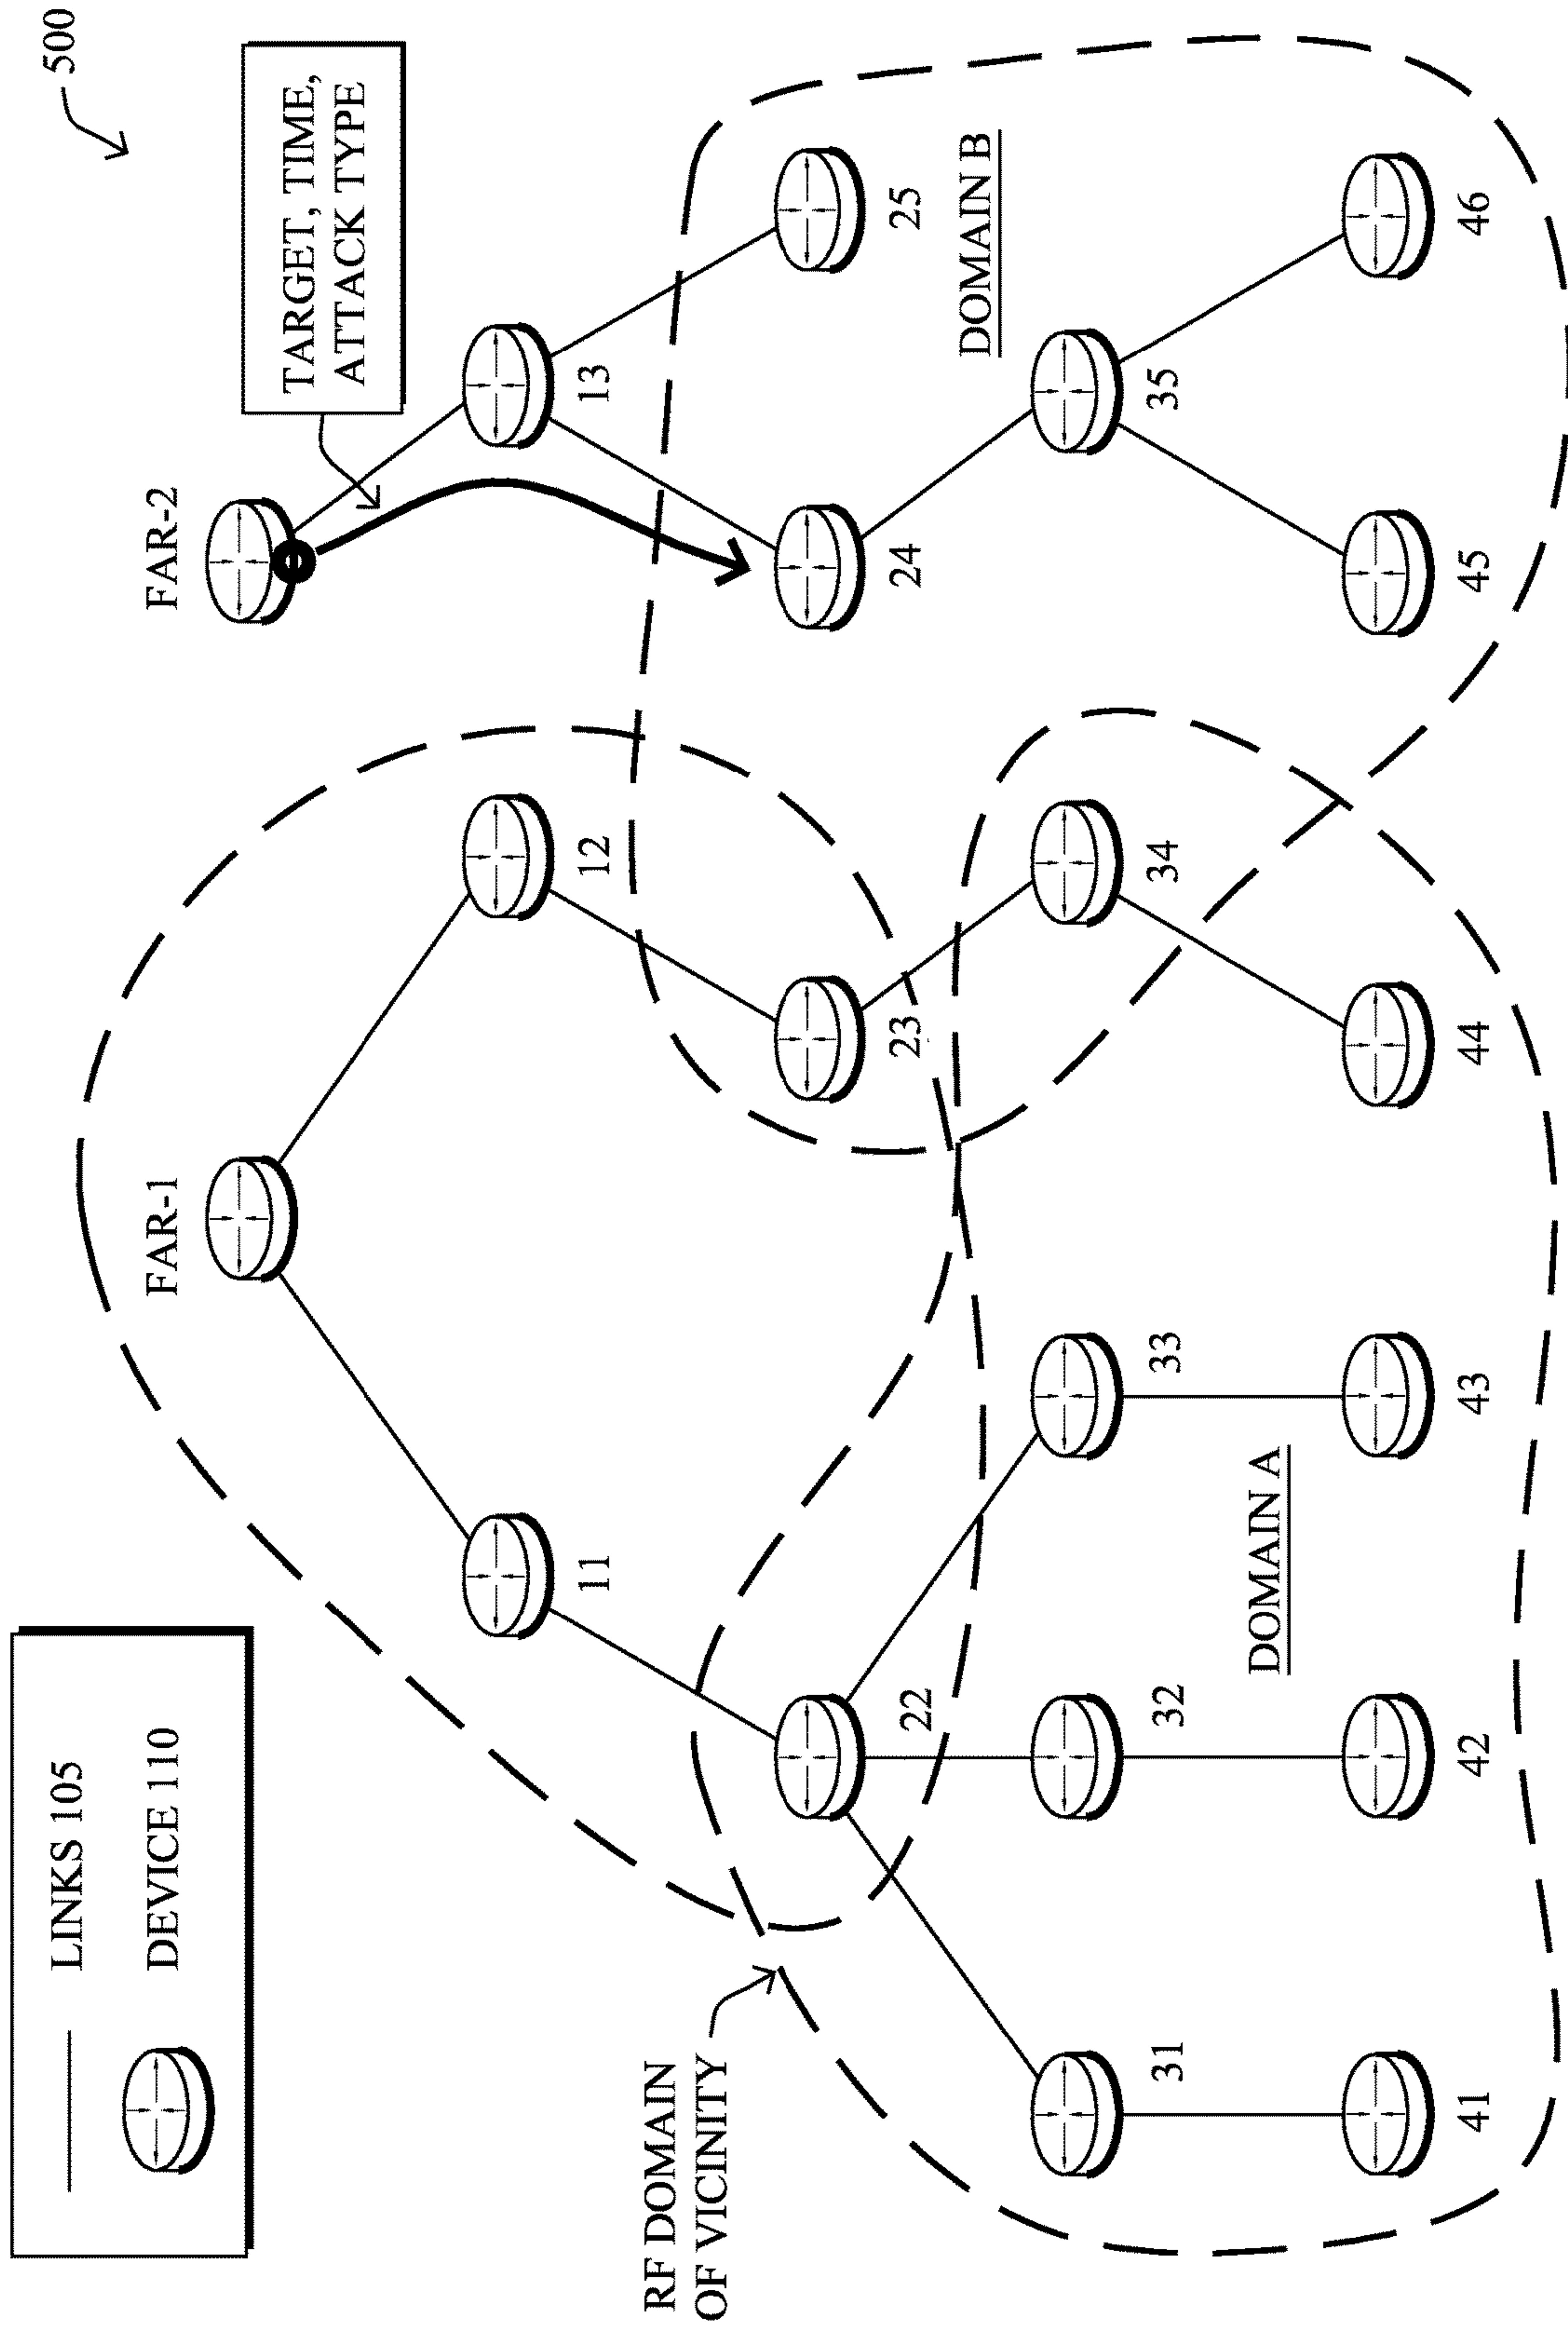 500
LINKS 105
DEVICE 110
TARGET, TIME,
ATTACK TYPE
FAR-1
FAR-2
11
12
13
RF DOMAIN
OF VICINITY
22
23
24
25
DOMAIN B
31
32
33
34
35
DOMAIN A
41
42
43
44
45
46